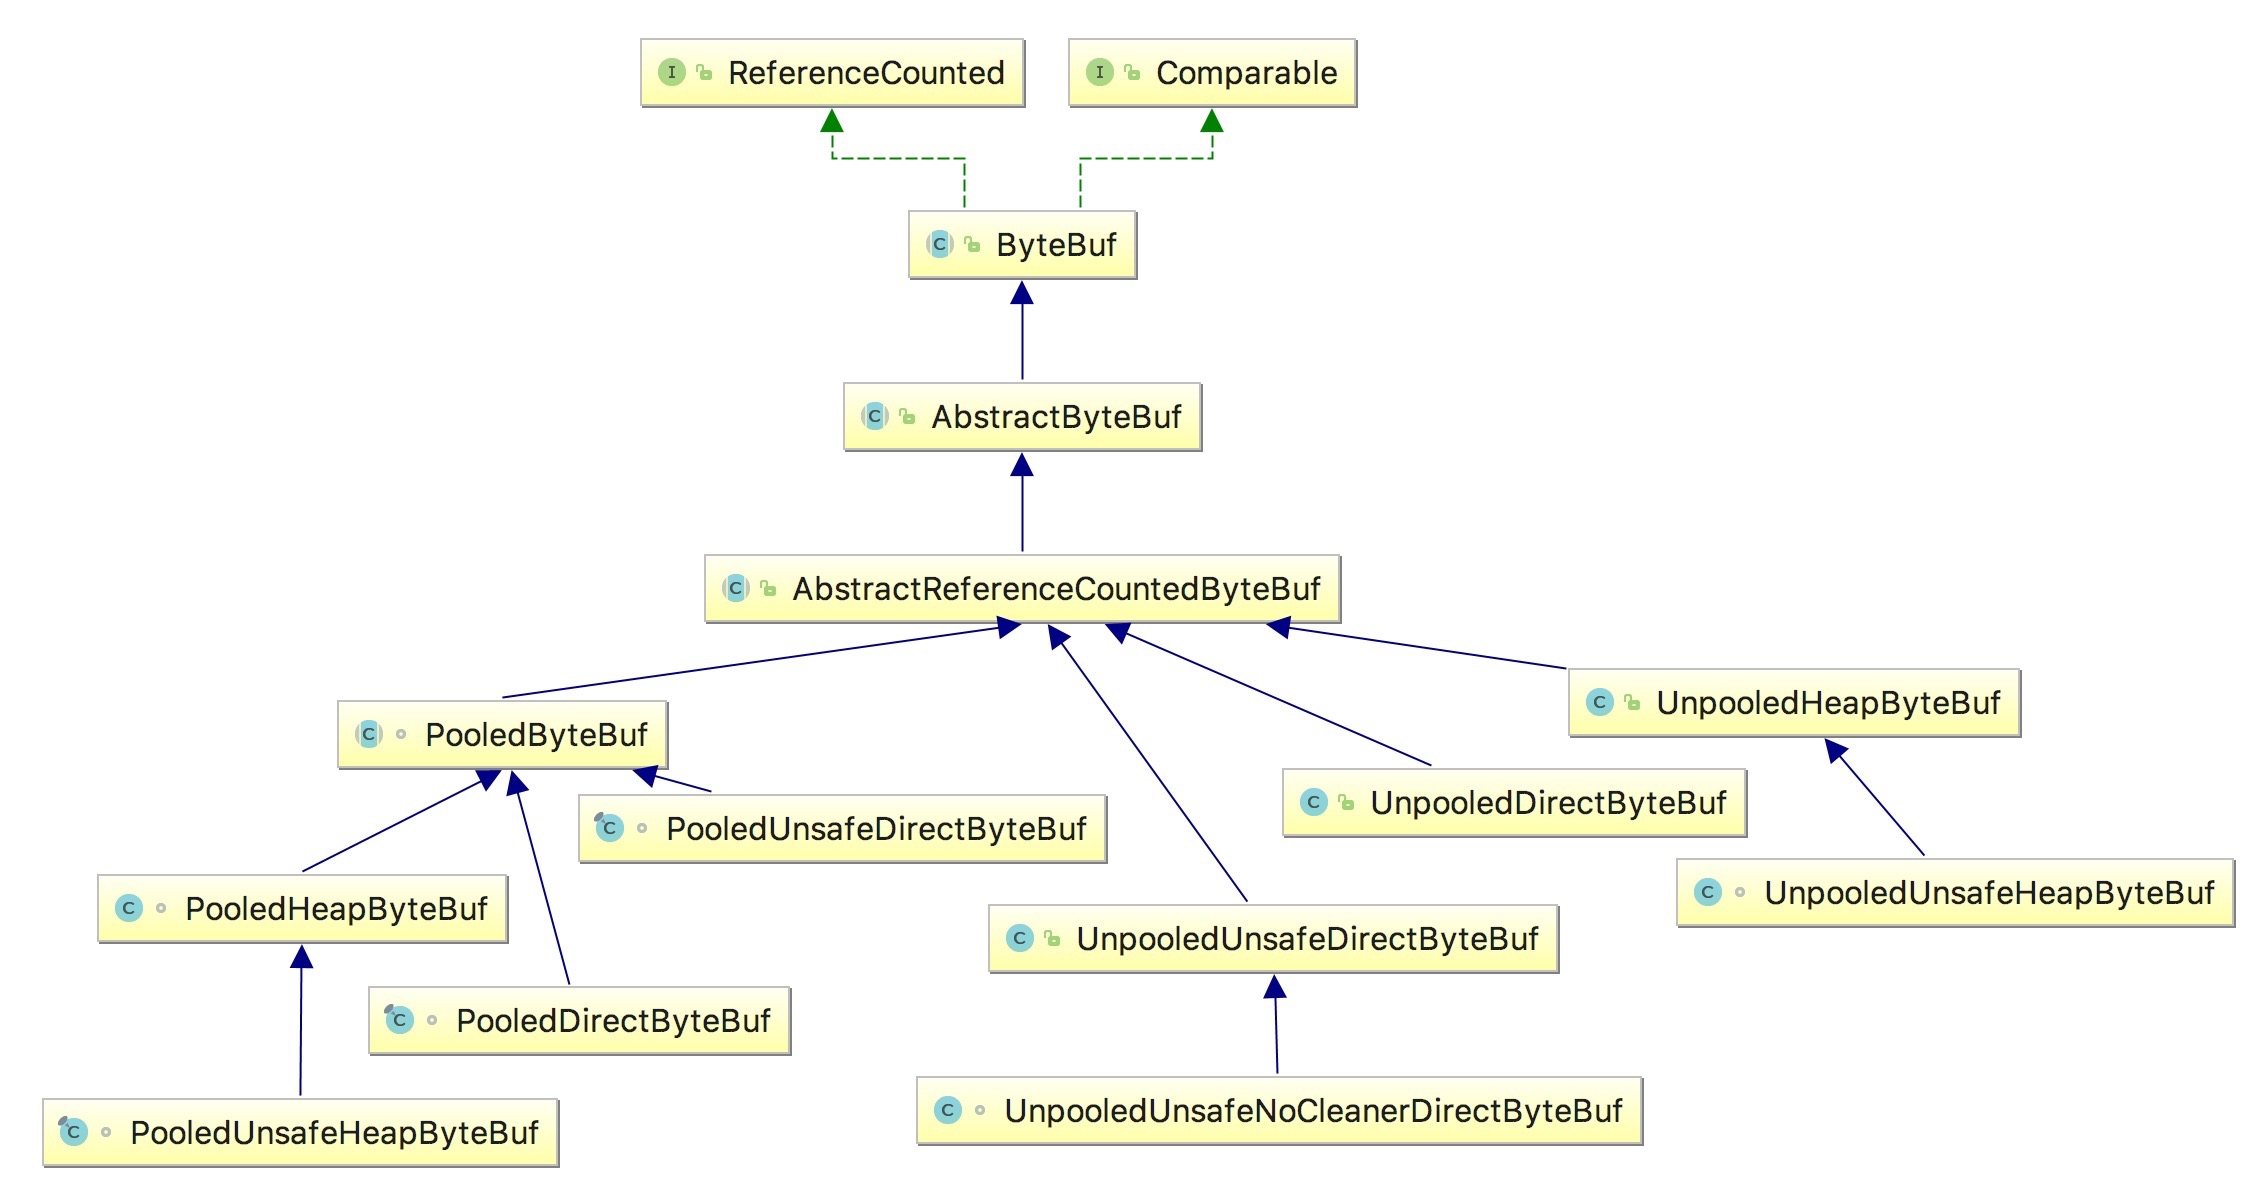 I ReferenceCounted
I Comparable
C ByteBuf
C AbstractByteBuf
C AbstractReferenceCountedByteBuf
C UnpooledHeapByteBuf
C PooledByteBuf
C UnpooledDirectByteBuf
C PooledUnsafeDirectByteBuf
C UnpooledUnsafeHeapByteBuf
C PooledHeapByteBuf
C UnpooledUnsafeDirectByteBuf
C PooledDirectByteBuf
C UnpooledUnsafeNoCleanerDirectByteBuf
C PooledUnsafeHeapByteBuf